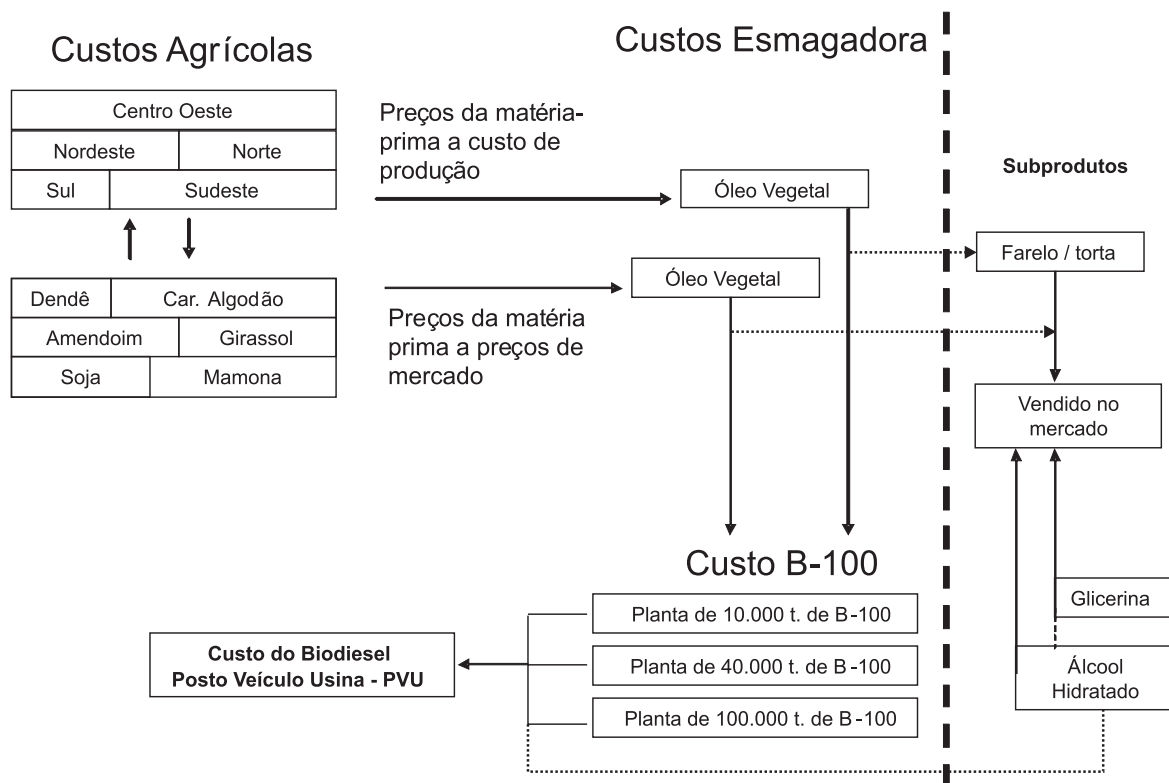 Custos Agrícolas
Centro Oeste
Nordeste
Norte
Sul
Sudeste
Dendê
Car. Algodão
Amendoim
Girassol
Soja
Mamona
Preços da matéria-
prima a custo de
produção
Preços da matéria
prima a preços de
mercado
Custos Esmagadora
Óleo Vegetal
Óleo Vegetal
Subprodutos
Farelo / torta
Vendido no
mercado
Custo B-100
Planta de 10.000 t. de B-100
Planta de 40.000 t. de B-100
Planta de 100.000 t. de B-100
Custo do Biodiesel
Posto Veículo Usina - PVU
Glicerina
Álcool
Hidratado